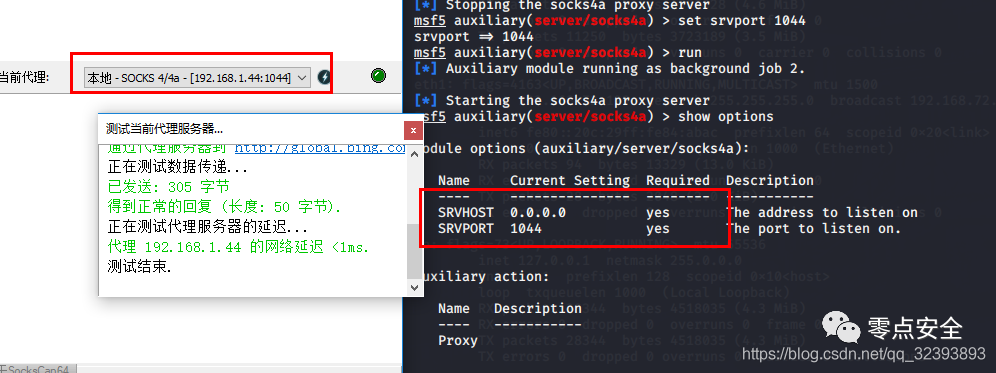 当前代理:
本地 - SOCKS 4/4a - [192.168.1.44:1044]
测试当前代理服务器...
通过代理服务器到 http://global.bing.com
正在测试数据传递...
已发送: 305 字节
得到正常的回复 (长度: 50 字节).
正在测试代理服务器的延迟...
代理 192.168.1.44 的网络延迟 <1ms.
测试结束.
SocksCap64
[*] Stopping the socks4a proxy server
msf5 auxiliary(server/socks4a) > set srvport 1044
srvport => 1044
msf5 auxiliary(server/socks4a) > run
[*] Auxiliary module running as background job 2.
[*] Starting the socks4a proxy server
msf5 auxiliary(server/socks4a) > show options
Module options (auxiliary/server/socks4a):
Name Current Setting Required Description
---- --------------- -------- -----------
SRVHOST 0.0.0.0 yes The address to listen on
SRVPORT 1044 yes The port to listen on.
Auxiliary action:
Name Description
---- -----------
Proxy
零点安全
https://blog.csdn.net/qq_32393893